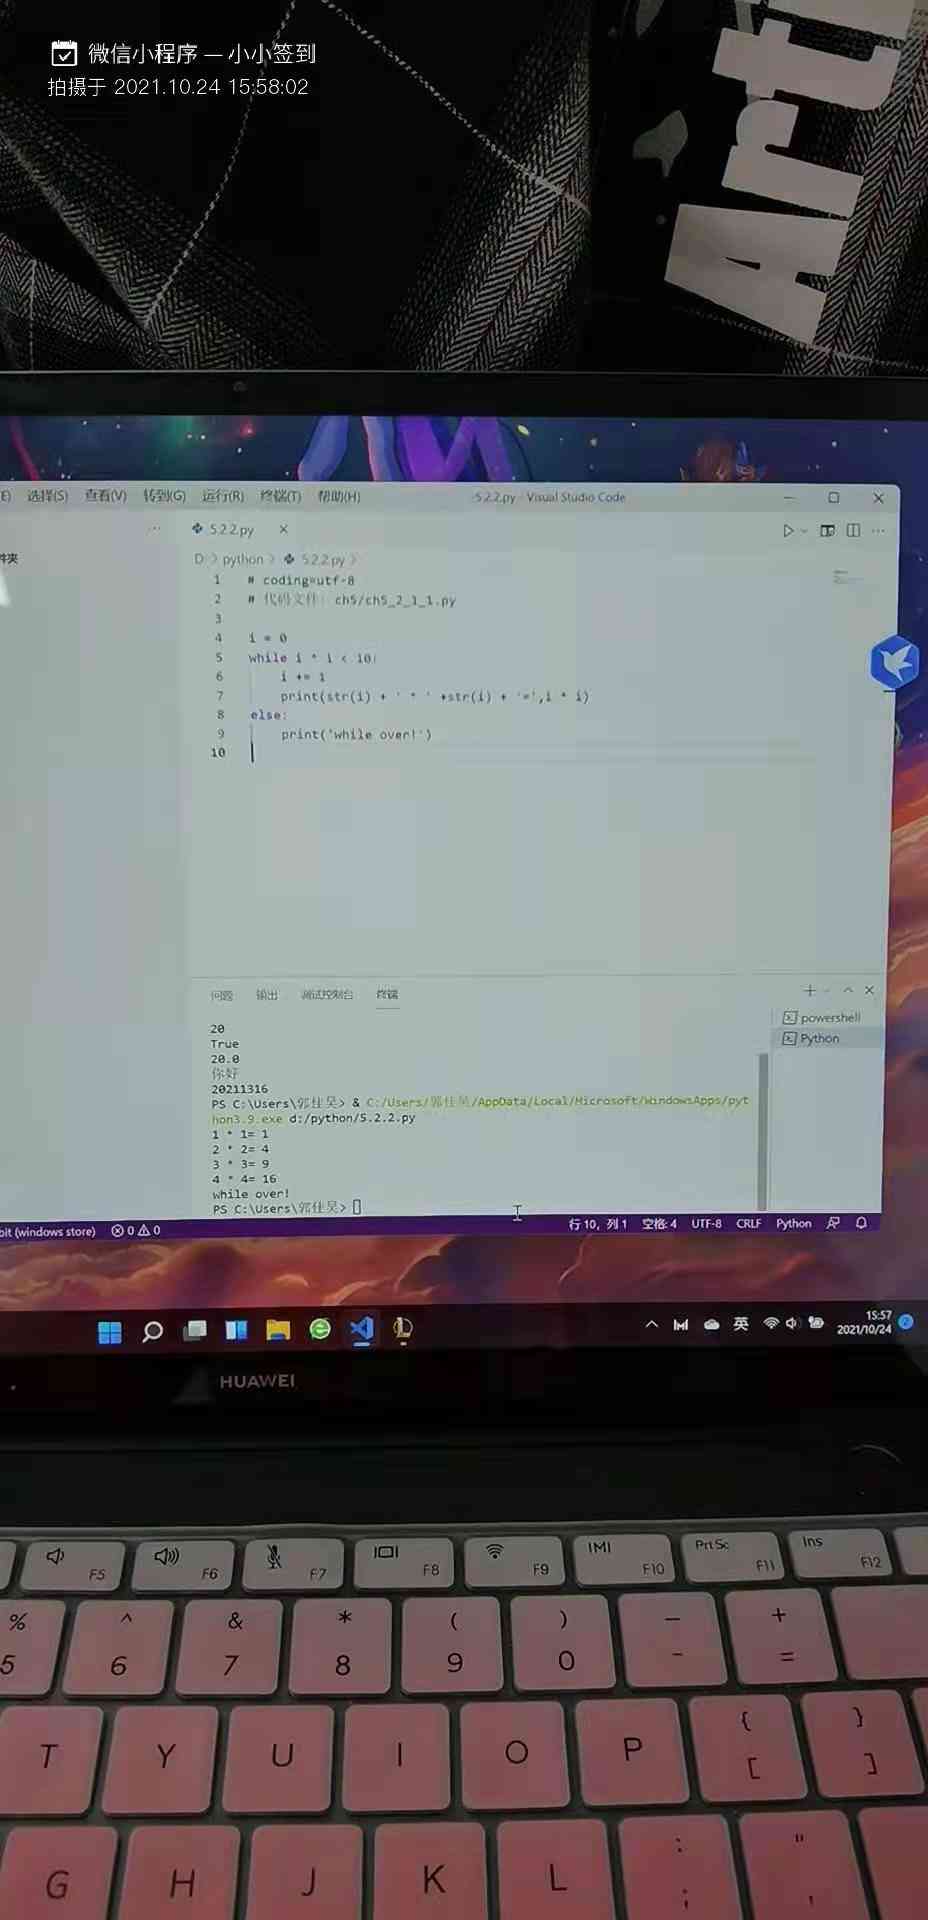 微信小程序 — 小小签到
拍摄于 2021.10.24 15:58:02
Art
E) 选择(S) 查看(V) 转到(G) 运行(R) 终端(T) 帮助(H) 5.2.2.py - Visual Studio Code
件夹
5.2.2.py
D: > python > 5.2.2.py >
1 # coding=utf-8
2 # 代码文件: ch5/ch5_2_1_1.py
3
4 i = 0
5 while i * i < 10:
6 i += 1
7 print(str(i) + ' * ' +str(i) + '=',i * i)
8 else:
9 print('while over!')
10
问题 输出 调试控制台 终端
powershell
Python
20
True
20.0
你好
20211316
PS C:\Users\郭佳吴> & C:/Users/郭佳吴/AppData/Local/Microsoft/WindowsApps/pyt
hon3.9.exe d:/python/5.2.2.py
1 * 1= 1
2 * 2= 4
3 * 3= 9
4 * 4= 16
while over!
PS C:\Users\郭佳吴>
bit (windows store) 0 0 行 10, 列 1 空格: 4 UTF-8 CRLF Python
英 15:57
2021/10/24 2
HUAWEI
F5 F6 F7 F8 F9 F10 PrtSc F11 Ins F12
% ^ & * ( ) — +
5 6 7 8 9 0 - =
T Y U I O P { [ } ]
G H J K L : ; " ,